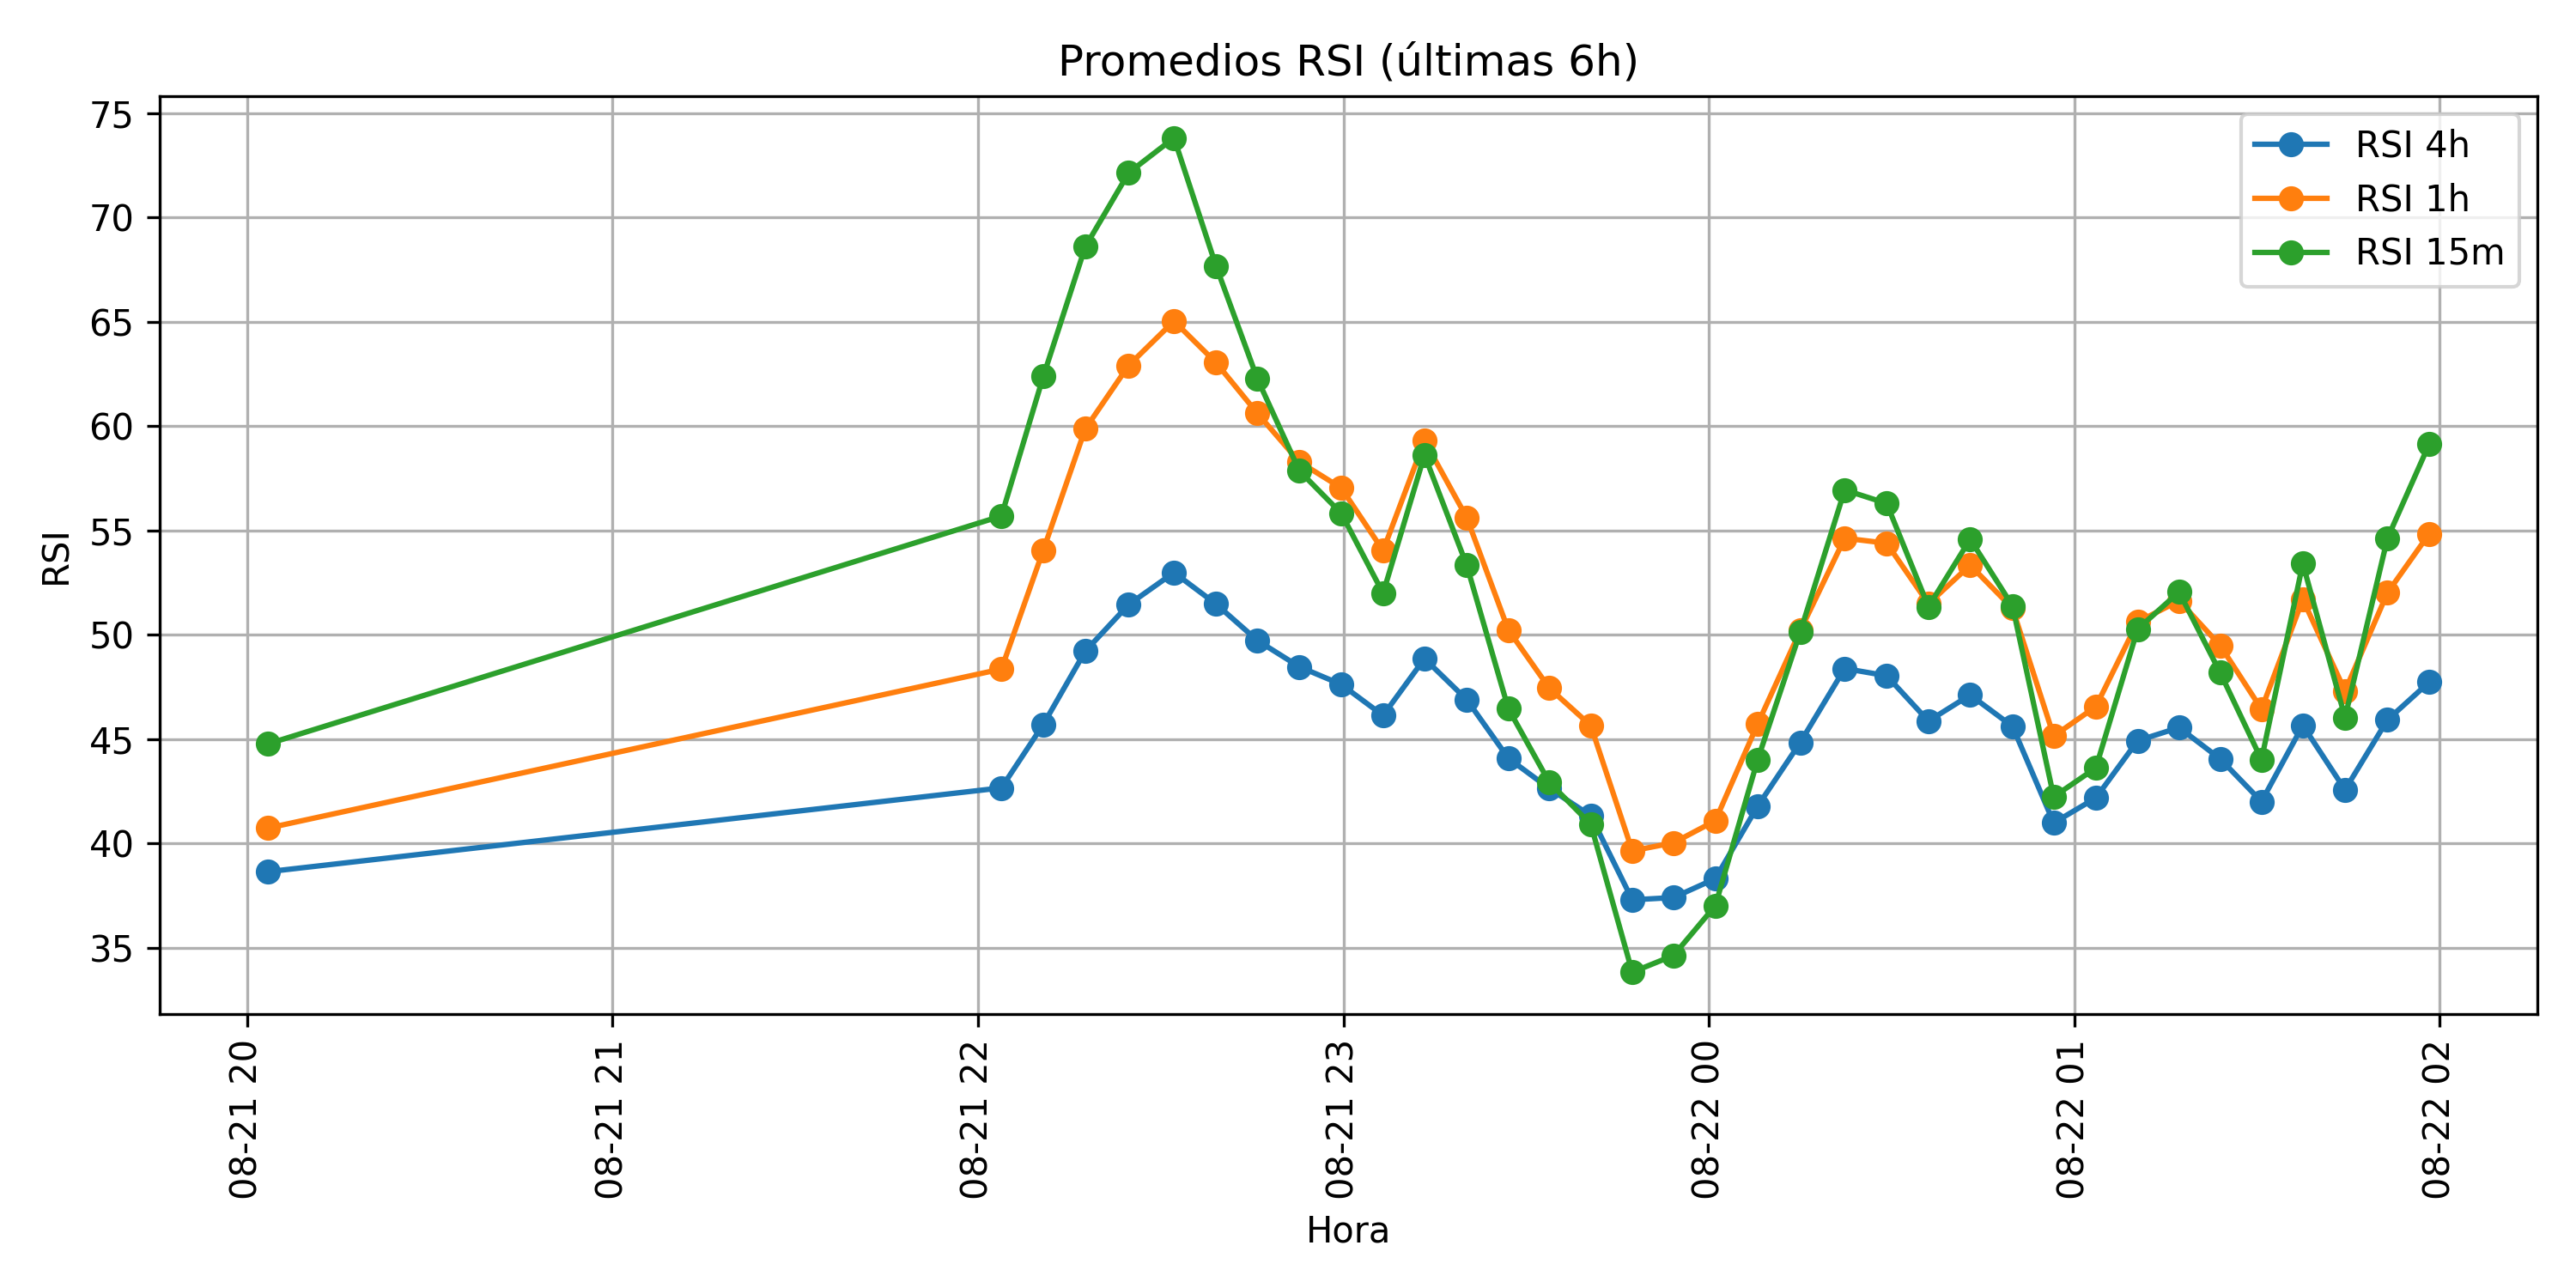 Promedios RSI (últimas 6h)
RSI 4h
RSI 1h
RSI 15m
75
70
65
60
55
50
45
40
35
RSI
08-21 20
08-21 21
08-21 22
08-21 23
08-22 00
08-22 01
08-22 02
Hora